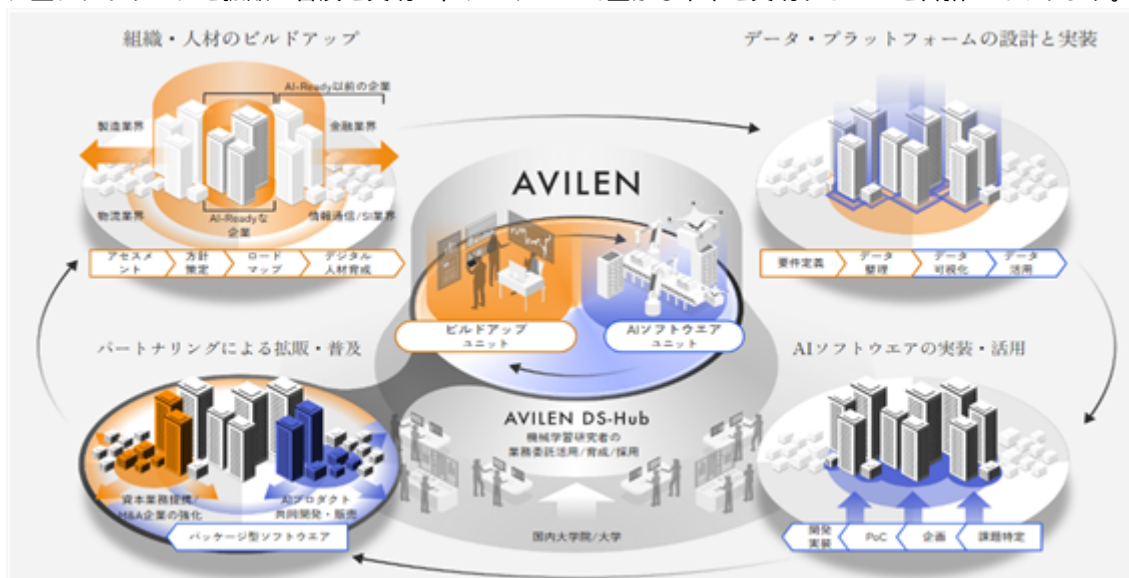 組織・人材のビルドアップ
データ・プラットフォームの設計と実装
AI-Ready以前の企業
製造業界
金融業界
物流業界
AI-Readyな
企業
情報通信/SI業界
アセスメ
ント
方針
策定
ロード
マップ
デジタル
人材育成
AVILEN
ビルドアップ
ユニット
AIソフトウエア
ユニット
要件定義
データ
整理
データ
可視化
データ
活用
パートナリングによる拡販・普及
AIソフトウエアの実装・活用
AVILEN DS-Hub
機械学習研究者の
業務委託活用/育成/採用
国内大学院/大学
資本業務提携/
M&A企業の強化
AIプロダクト
共同開発・販売
パッケージ型ソフトウエア
開発
実装
PoC
企画
課題特定